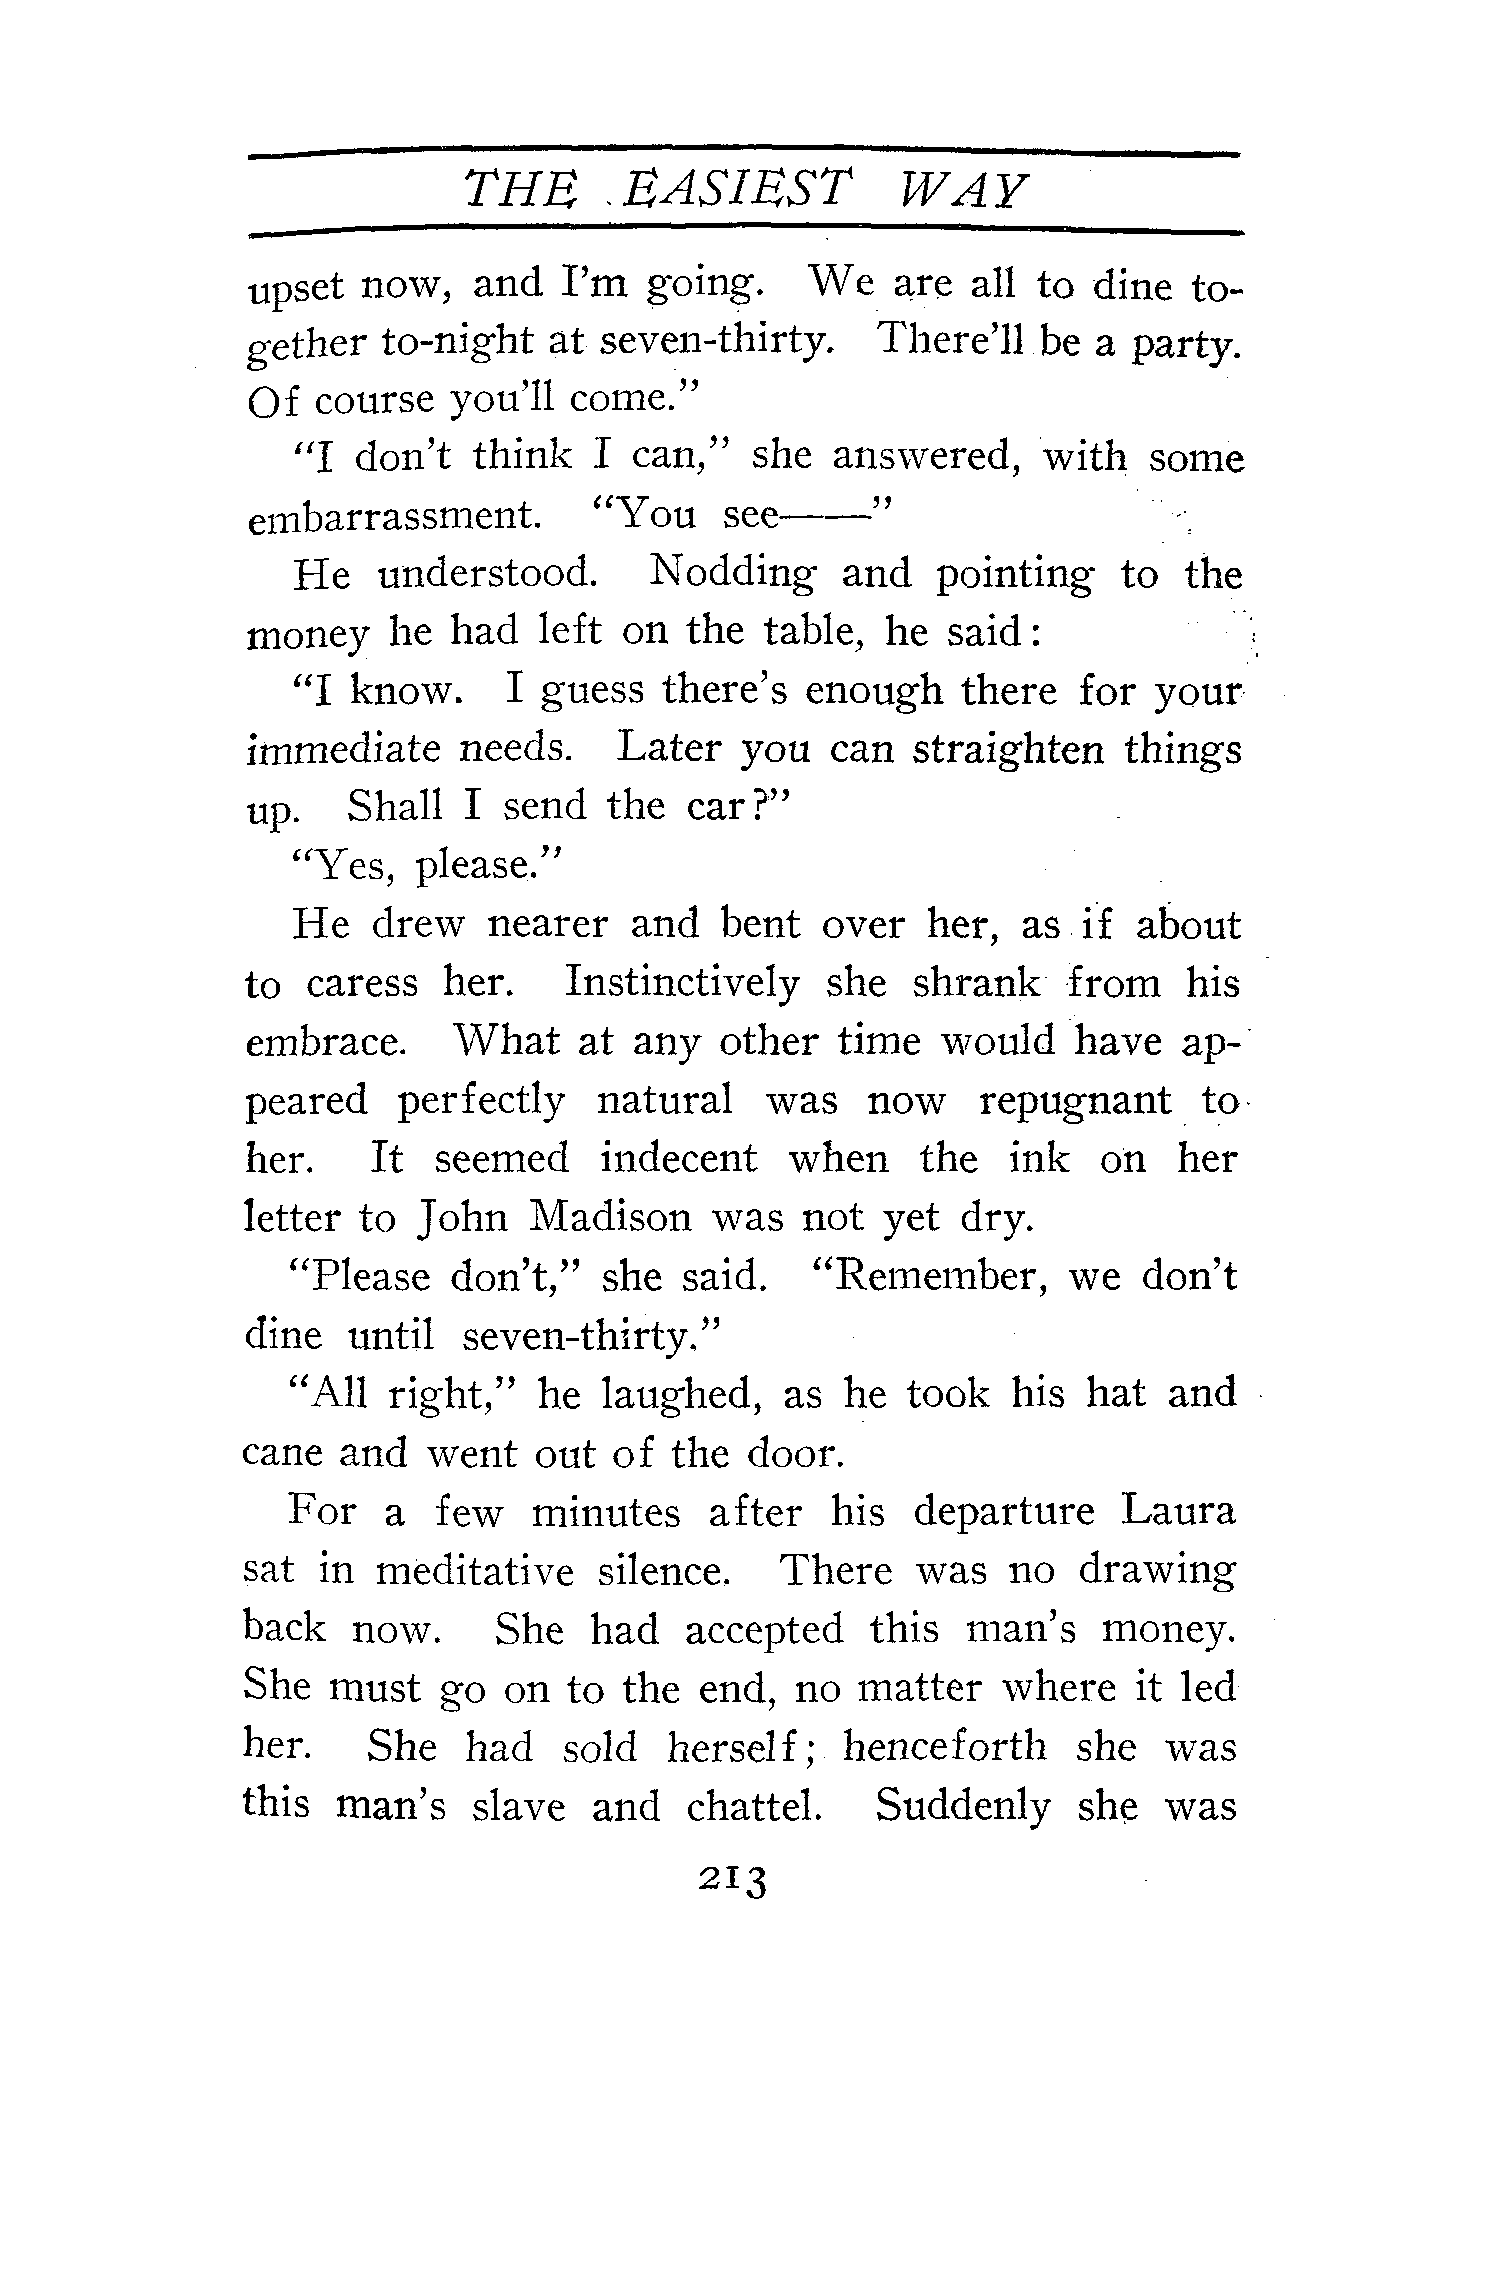 THE EASIEST WAY
upset now, and I'm going. We are all to dine to-
gether to-night at seven-thirty. There'll be a party.
Of course you'll come."
"I don't think I can," she answered, with some
embarrassment. "You see——"
He understood. Nodding and pointing to the
money he had left on the table, he said:
"I know. I guess there's enough there for your
immediate needs. Later you can straighten things
up. Shall I send the car?"
"Yes, please."
He drew nearer and bent over her, as if about
to caress her. Instinctively she shrank from his
embrace. What at any other time would have ap-
peared perfectly natural was now repugnant to
her. It seemed indecent when the ink on her
letter to John Madison was not yet dry.
"Please don't," she said. "Remember, we don't
dine until seven-thirty."
"All right," he laughed, as he took his hat and
cane and went out of the door.
For a few minutes after his departure Laura
sat in meditative silence. There was no drawing
back now. She had accepted this man's money.
She must go on to the end, no matter where it led
her. She had sold herself; henceforth she was
this man's slave and chattel. Suddenly she was
213